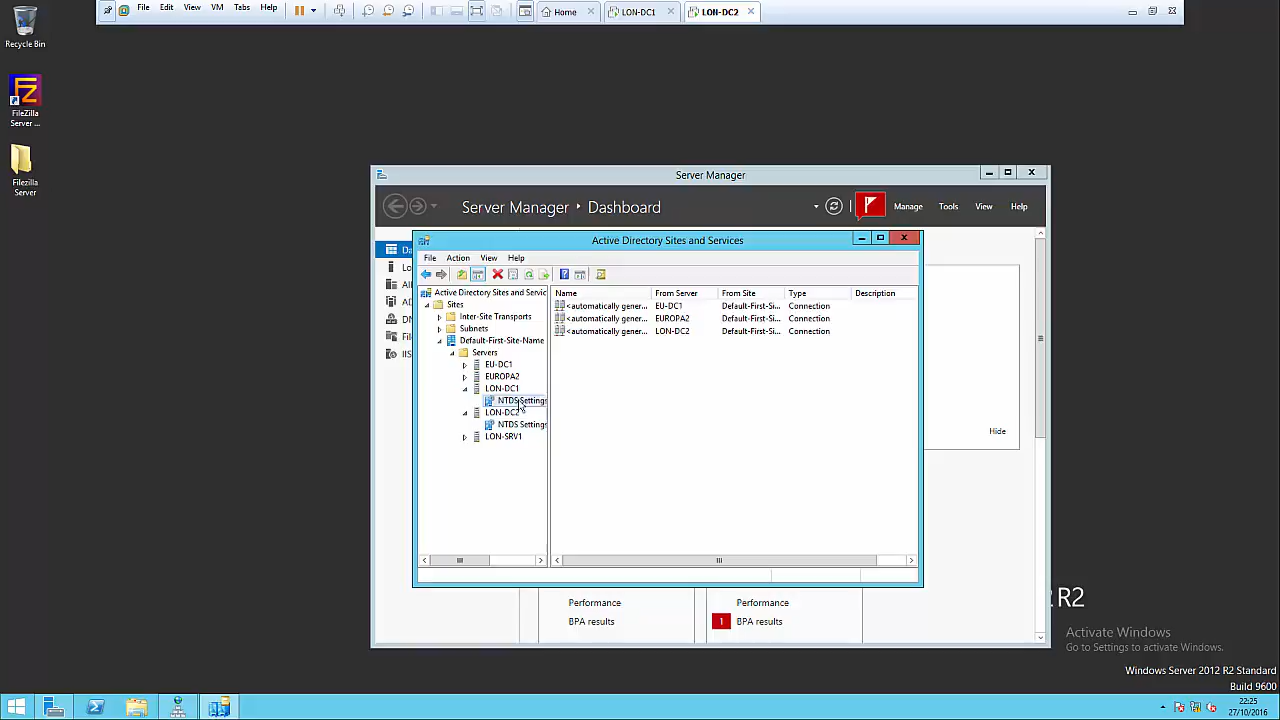 File Edit View VM Tabs Help
Home LON-DC1 LON-DC2
Recycle Bin
FileZilla
Server ...
Filezilla
Server
Server Manager
Server Manager Dashboard
Manage Tools View Help
Active Directory Sites and Services
File Action View Help
Active Directory Sites and Servic
Name From Server From Site Type Description
Sites
<automatically gener... EU-DC1 Default-First-Si... Connection
Inter-Site Transports
<automatically gener... EUROPA2 Default-First-Si... Connection
Subnets
<automatically gener... LON-DC2 Default-First-Si... Connection
Default-First-Site-Name
Servers
EU-DC1
EUROPA2
LON-DC1
NTDS Settings
LON-DC2
NTDS Settings
LON-SRV1
Hide
Performance Performance
BPA results 1 BPA results
R2
Activate Windows
Go to Settings to activate Windows.
Windows Server 2012 R2 Standard
Build 9600
22:25
27/10/2016